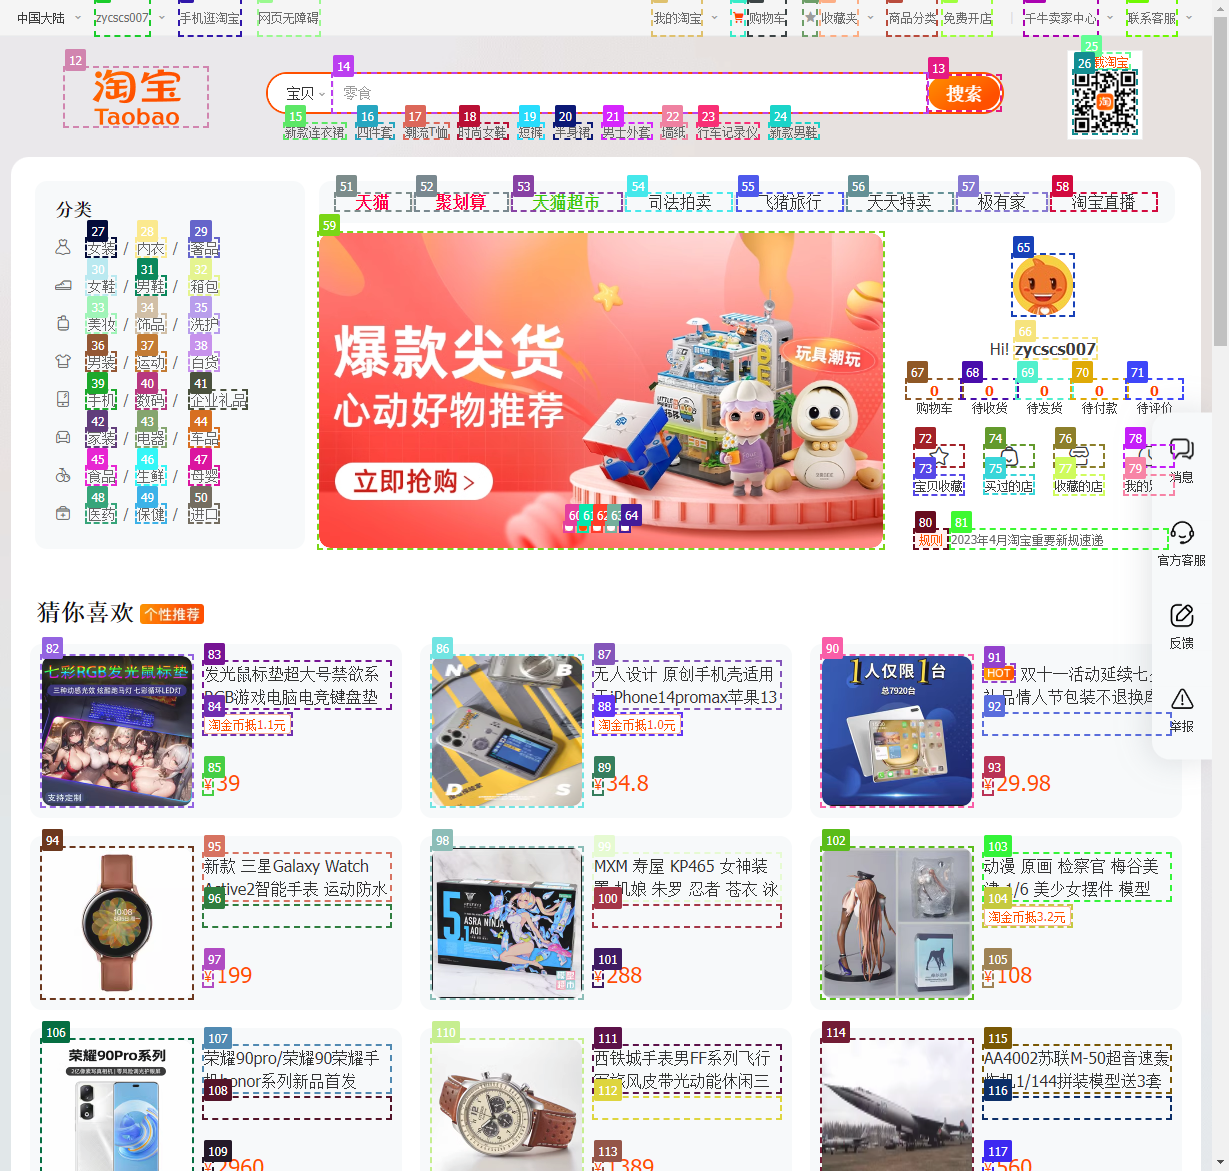 中国大陆 zycscs007 手机逛淘宝 网页无障碍 我的淘宝 购物车 收藏夹 商品分类 免费开店 千牛卖家中心 联系客服
12 淘宝 Taobao
宝贝 14 零食 13 搜索
25 26 淘宝
15 16 17 18 19 20 21 22 23 24
新款连衣裙 四件套 潮流T恤 时尚女鞋 短裤 半身裙 男士外套 墙纸 行车记录仪 新款男鞋
分类
27 28 29
女装 / 内衣 / 奢品
30 31 32
女鞋 / 男鞋 / 箱包
33 34 35
美妆 / 饰品 / 洗护
36 37 38
男装 / 运动 / 百货
39 40 41
手机 / 数码 / 企业礼品
42 43 44
家装 / 电器 / 车品
45 46 47
食品 / 生鲜 / 母婴
48 49 50
医药 / 保健 / 进口
51 52 53 54 55 56 57 58
天猫 聚划算 天猫超市 司法拍卖 飞猪旅行 天天特卖 极有家 淘宝直播
59
爆款尖货
心动好物推荐
立即抢购>
玩具潮玩
60 61 62 63 64
65
66
Hi! zycscs007
67 68 69 70 71
0 0 0 0 0
购物车 待收货 待发货 待付款 待评价
72 74 76 78
73 75 77 79
宝贝收藏 买过的店 收藏的店 我的
80 81
规则 2023年4月淘宝重要新规速递
消息
官方客服
反馈
举报
猜你喜欢 个性推荐
82
七彩RGB发光鼠标垫
三种动感光效 炫酷跑马灯 七彩循环LED灯
支持定制
83
发光鼠标垫超大号禁欲系
RGB游戏电脑电竞键盘垫
84
淘金币抵1.1元
85
¥39
86
N B
D S
87
无人设计 原创手机壳适用
于iPhone14promax苹果13
88
淘金币抵1.0元
89
¥34.8
90
1人仅限1台
总7920台
91
HOT 双十一活动延续七
礼品情人节包装不退换
92
93
¥29.98
94
10:08
95
新款 三星Galaxy Watch
Active2智能手表 运动防水
96
97
¥199
98
5.1
ASRA NINJA
AOI
99
MXM 寿屋 KP465 女神装
置 机娘 朱罗 忍者 苍衣 泳
100
101
¥288
102
103
动漫 原画 检察官 梅谷美
津 1/6 美少女摆件 模型
104
淘金币抵3.2元
105
¥108
106
荣耀90Pro系列
107
荣耀90pro/荣耀90荣耀手
机honor系列新品首发
108
109
¥2960
110
111
西铁城手表男FF系列飞行
军旋风皮带光动能休闲三
112
113
¥1389
114
115
AA4002苏联M-50超音速轰
炸机1/144拼装模型送3套
116
117
¥560